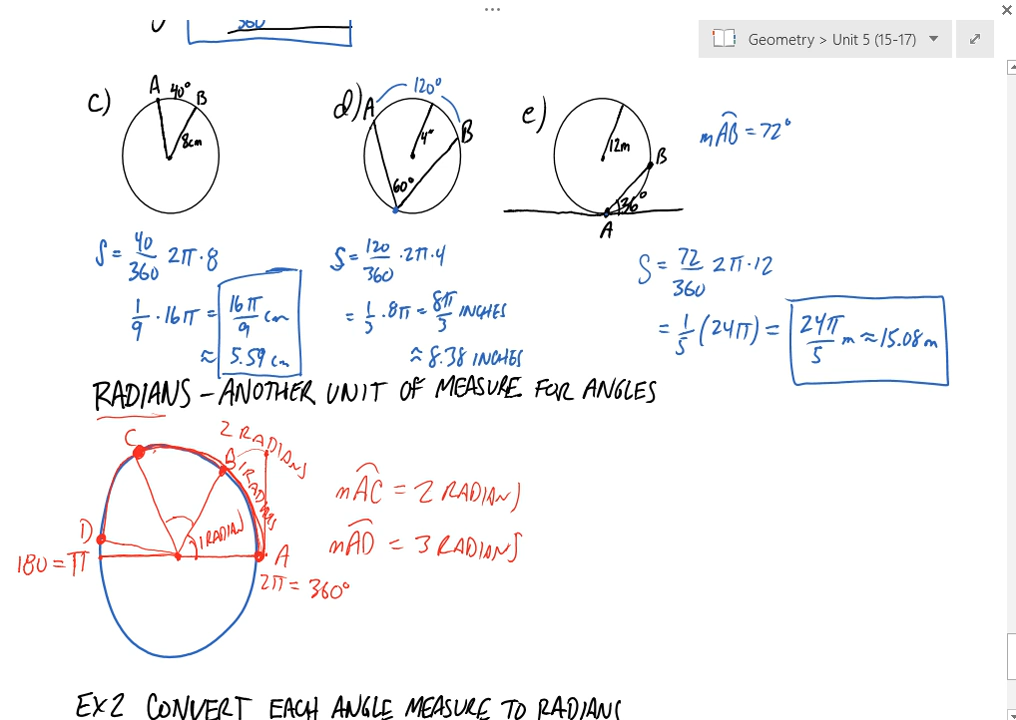 Geometry > Unit 5 (15-17)
360
c)
A 40° B
8cm
d)
A 120° B
4"
60°
e)
12m
B
36°
A
mAB = 72°
S = 40/360 2π·8
1/9 · 16π = 16π/9 cm
≈ 5.59 cm
S = 120/360 · 2π·4
= 1/3 · 8π = 8π/3 INCHES
≈ 8.38 INCHES
S = 72/360 2π·12
= 1/5 (24π) = 24π/5 m ≈ 15.08m
RADIANS – ANOTHER UNIT OF MEASURE FOR ANGLES
2 RADIANS
C
B
1 RADIAN
D
A
180 = π
2π = 360°
mAC = 2 RADIANS
mAD = 3 RADIANS
EX2 CONVERT EACH ANGLE MEASURE TO RADIANS